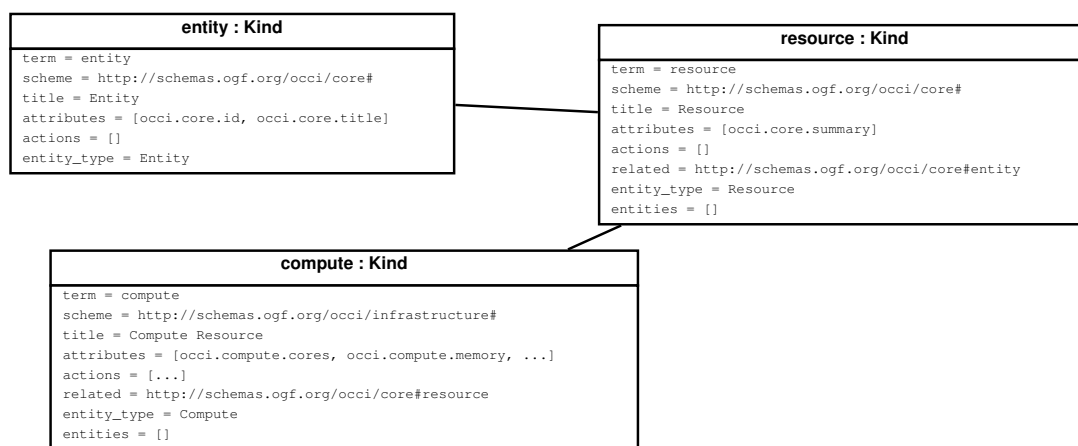 entity : Kind
term = entity
scheme = http://schemas.ogf.org/occi/core#
title = Entity
attributes = [occi.core.id, occi.core.title]
actions = []
entity_type = Entity
resource : Kind
term = resource
scheme = http://schemas.ogf.org/occi/core#
title = Resource
attributes = [occi.core.summary]
actions = []
related = http://schemas.ogf.org/occi/core#entity
entity_type = Resource
entities = []
compute : Kind
term = compute
scheme = http://schemas.ogf.org/occi/infrastructure#
title = Compute Resource
attributes = [occi.compute.cores, occi.compute.memory, ...]
actions = [...]
related = http://schemas.ogf.org/occi/core#resource
entity_type = Compute
entities = []